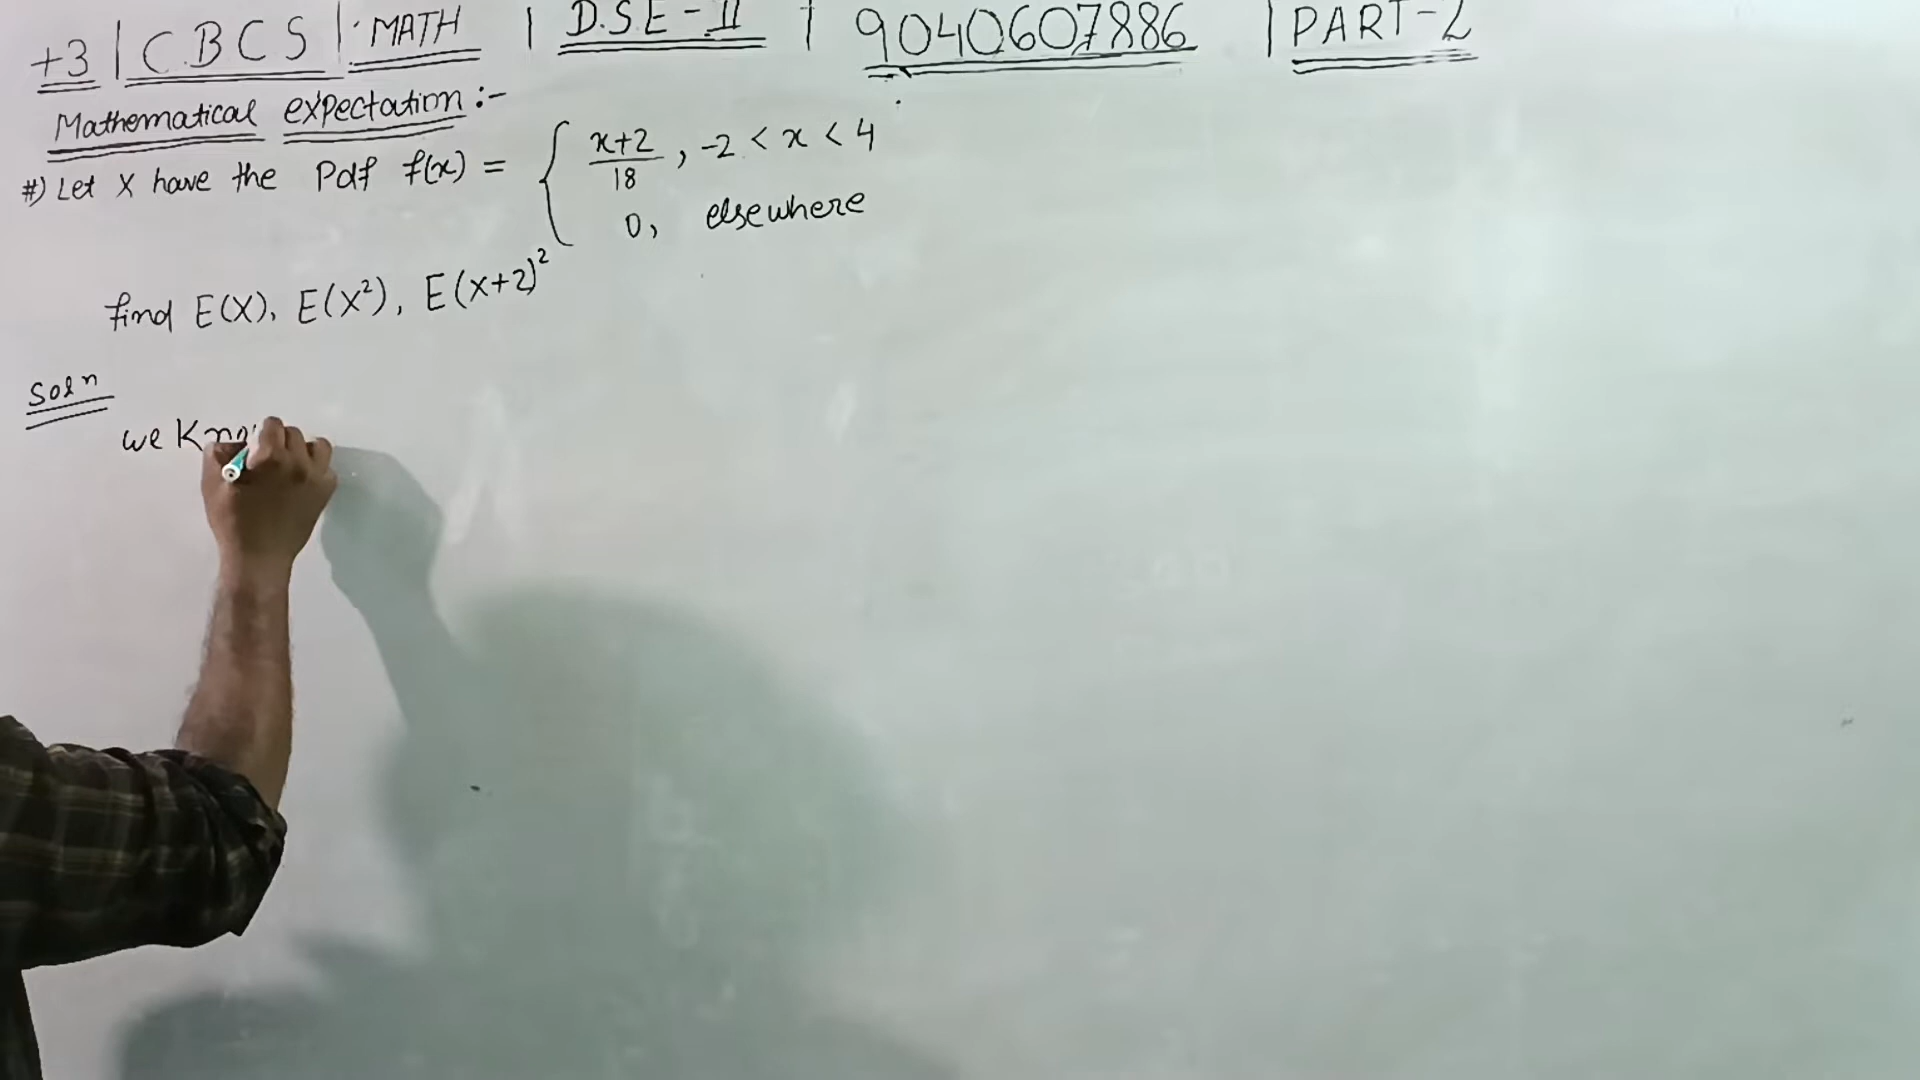 +3 | C.B.C.S | MATH | D.S.E-II | 9040607886 | PART-2
Mathematical expectation :-
#) Let X have the Pdf f(x) = { x+2/18 , -2 < x < 4
0, elsewhere
find E(X), E(X²), E(X+2)²
Solⁿ
we Know